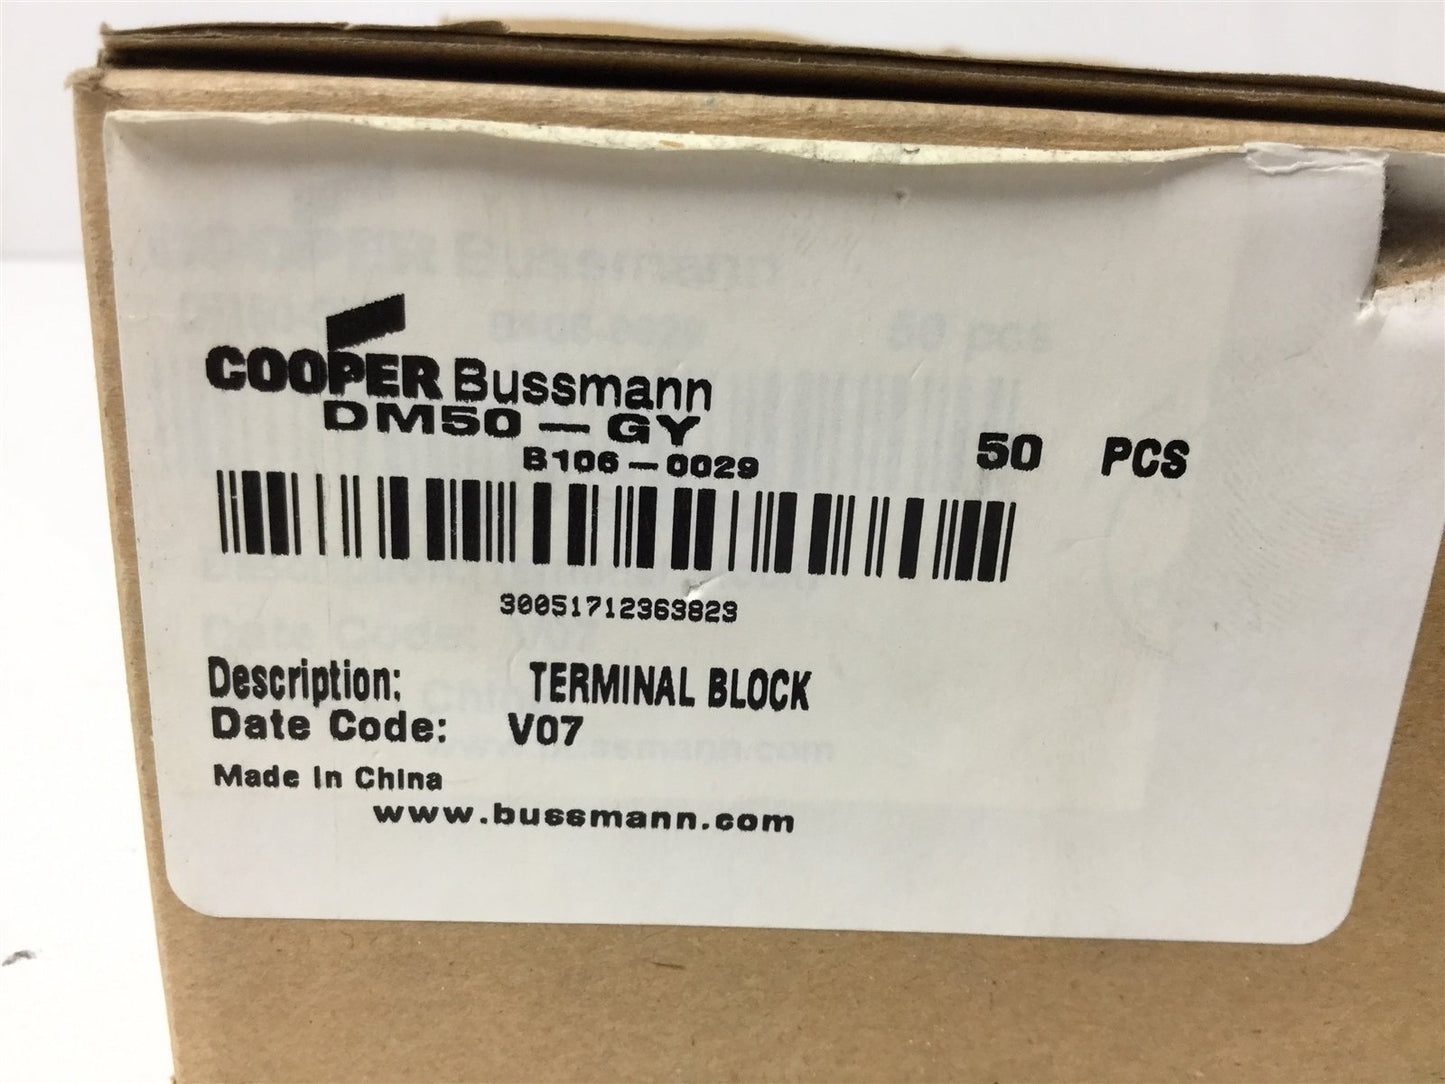 COOPER Bussmann
DM50-GY
50 PCS
B106-0029
30051712363823
Description: TERMINAL BLOCK
Date Code: V07
Made in China
www.bussmann.com